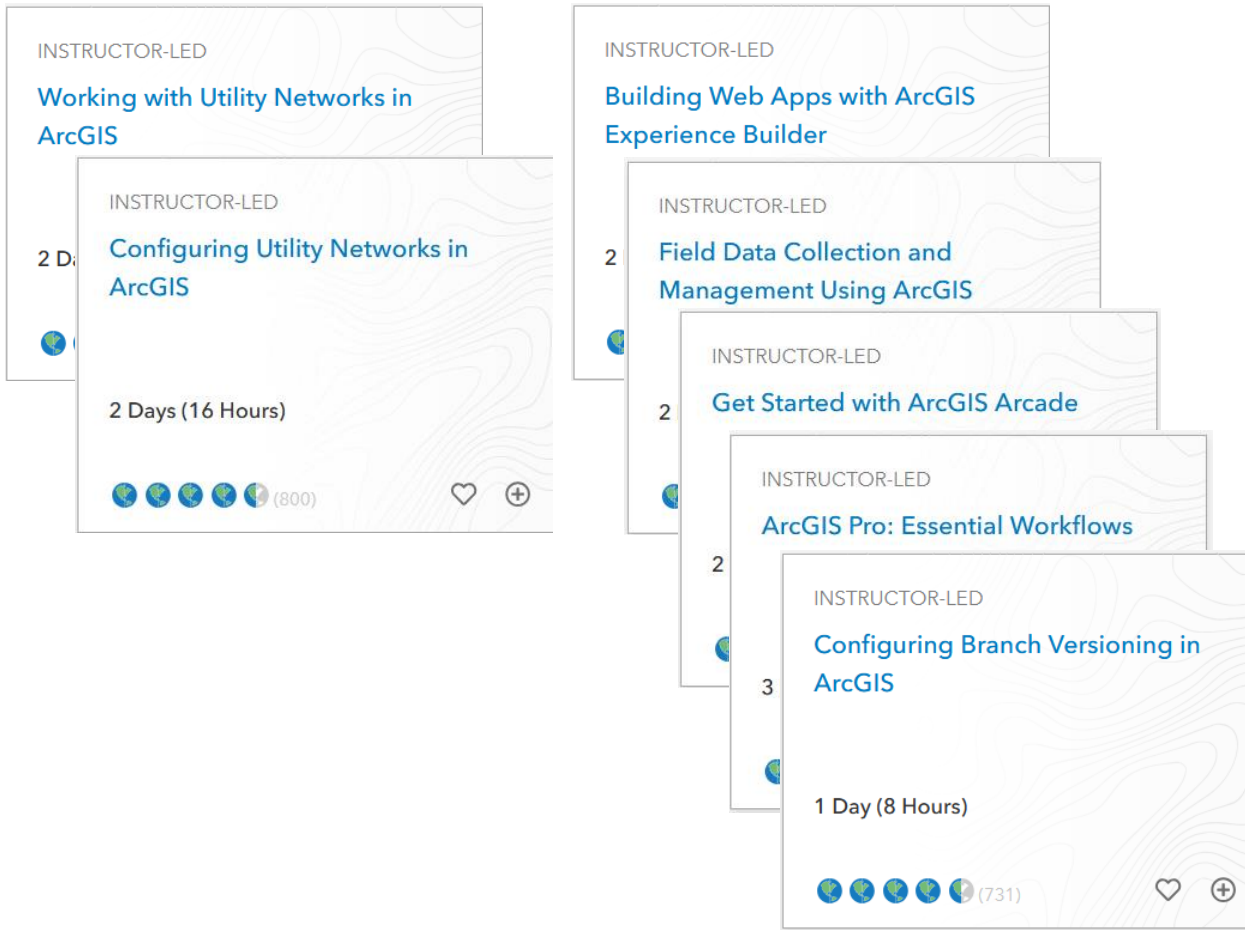 INSTRUCTOR-LED
Working with Utility Networks in
ArcGIS
2
INSTRUCTOR-LED
Configuring Utility Networks in
ArcGIS
2 Days (16 Hours)
(800)
INSTRUCTOR-LED
Building Web Apps with ArcGIS
Experience Builder
2
INSTRUCTOR-LED
Field Data Collection and
Management Using ArcGIS
2
INSTRUCTOR-LED
Get Started with ArcGIS Arcade
2
INSTRUCTOR-LED
ArcGIS Pro: Essential Workflows
3
INSTRUCTOR-LED
Configuring Branch Versioning in
ArcGIS
1 Day (8 Hours)
(731)